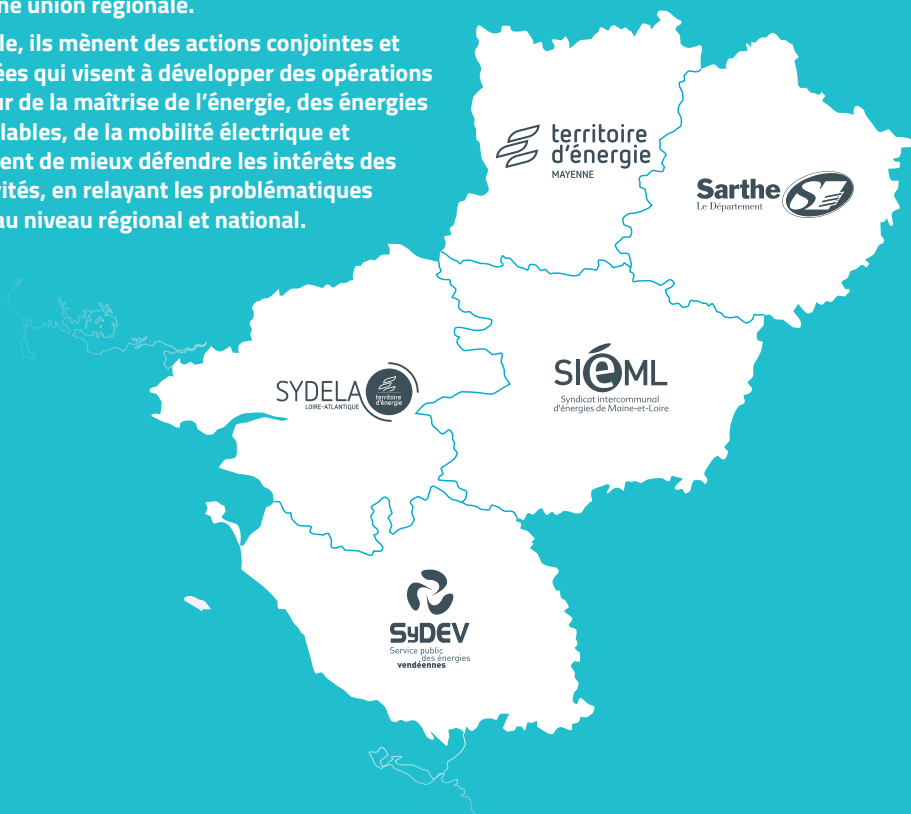 ne union régionale.
le, ils mènent des actions conjointes et
ées qui visent à développer des opérations
ur de la maîtrise de l'énergie, des énergies
lables, de la mobilité électrique et
ent de mieux défendre les intérêts des
vités, en relayant les problématiques
au niveau régional et national.
territoire
d'énergie
MAYENNE
Sarthe
Le Département
SYDELA
LOIRE-ATLANTIQUE
territoire
d'énergie
SIéML
Syndicat intercommunal
d'énergies de Maine-et-Loire
SyDEV
Service public
des énergies
vendéennes